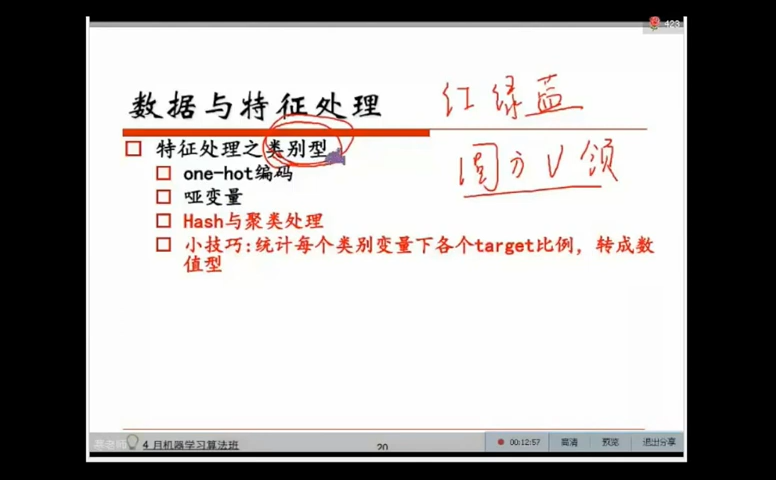 423
数据与特征处理
红 绿 蓝
特征处理之类别型
圆 方 V 领
one-hot编码
哑变量
Hash与聚类处理
小技巧:统计每个类别变量下各个target比例，转成数
值型
4月机器学习算法班
20
00:12:57
高清
预览
退出分享